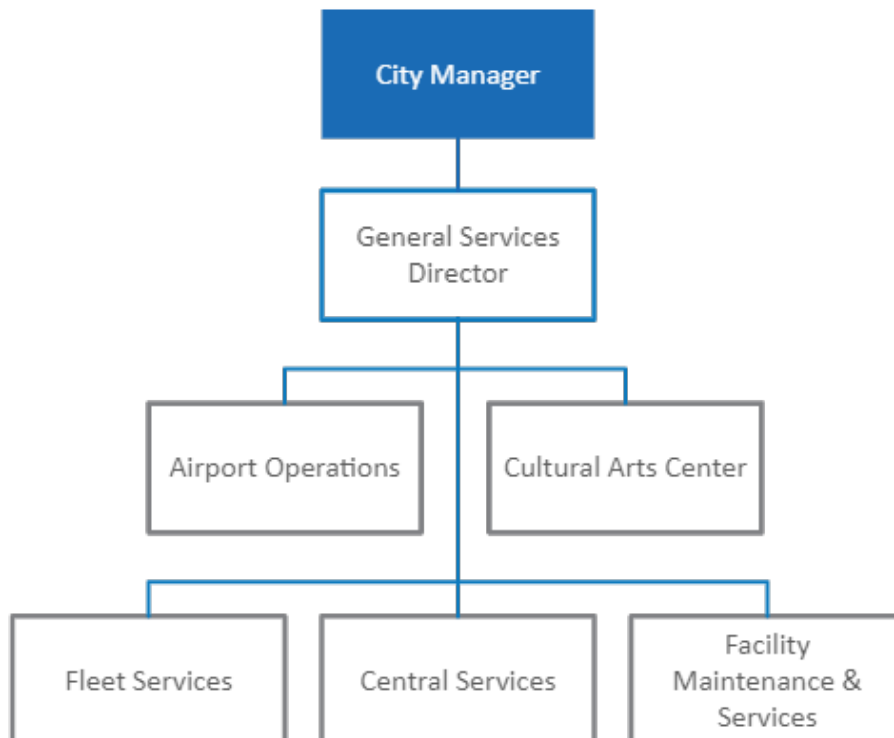 City Manager
General Services
Director
Airport Operations
Cultural Arts Center
Fleet Services
Central Services
Facility
Maintenance &
Services